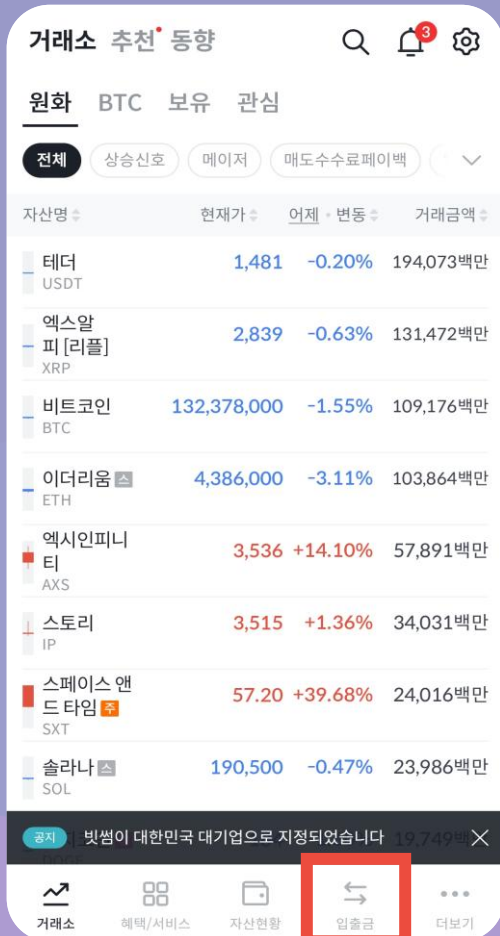 거래소 추천 동향 3
원화 BTC 보유 관심
전체 상승신호 메이저 매도수수료페이백
자산명 현재가 어제 · 변동 거래금액
테더 1,481 -0.20% 194,073백만
USDT
엑스알
피 [리플] 2,839 -0.63% 131,472백만
XRP
비트코인 132,378,000 -1.55% 109,176백만
BTC
이더리움 스 4,386,000 -3.11% 103,864백만
ETH
엑시인피니
티 3,536 +14.10% 57,891백만
AXS
스토리 3,515 +1.36% 34,031백만
IP
스페이스 앤
드 타임 주 57.20 +39.68% 24,016백만
SXT
솔라나 스 190,500 -0.47% 23,986백만
SOL
공지 빗썸이 대한민국 대기업으로 지정되었습니다 19,749백만
DOGE
거래소 혜택/서비스 자산현황 입출금 더보기